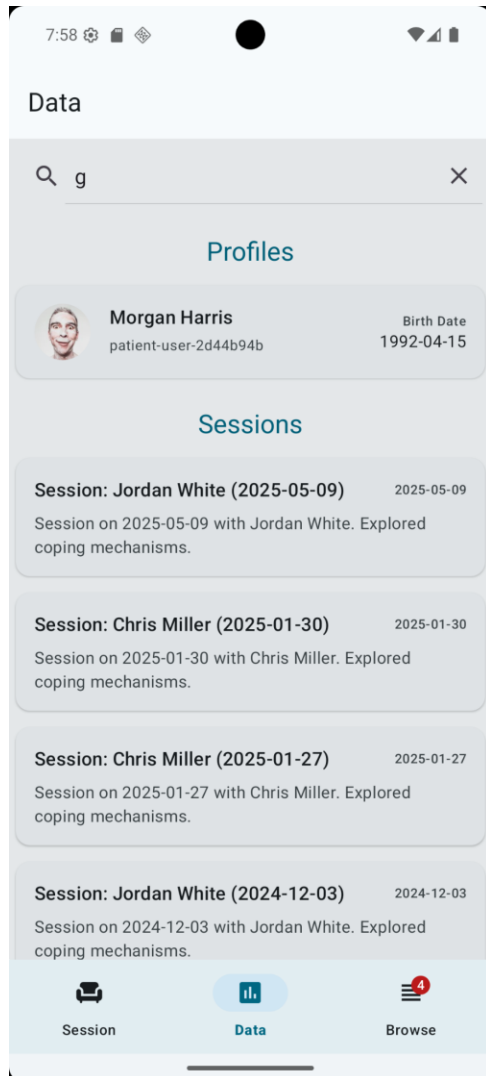 7:58
Data
g
Profiles
Morgan Harris
patient-user-2d44b94b
Birth Date
1992-04-15
Sessions
Session: Jordan White (2025-05-09)
2025-05-09
Session on 2025-05-09 with Jordan White. Explored
coping mechanisms.
Session: Chris Miller (2025-01-30)
2025-01-30
Session on 2025-01-30 with Chris Miller. Explored
coping mechanisms.
Session: Chris Miller (2025-01-27)
2025-01-27
Session on 2025-01-27 with Chris Miller. Explored
coping mechanisms.
Session: Jordan White (2024-12-03)
2024-12-03
Session on 2024-12-03 with Jordan White. Explored
coping mechanisms.
4
Session
Data
Browse